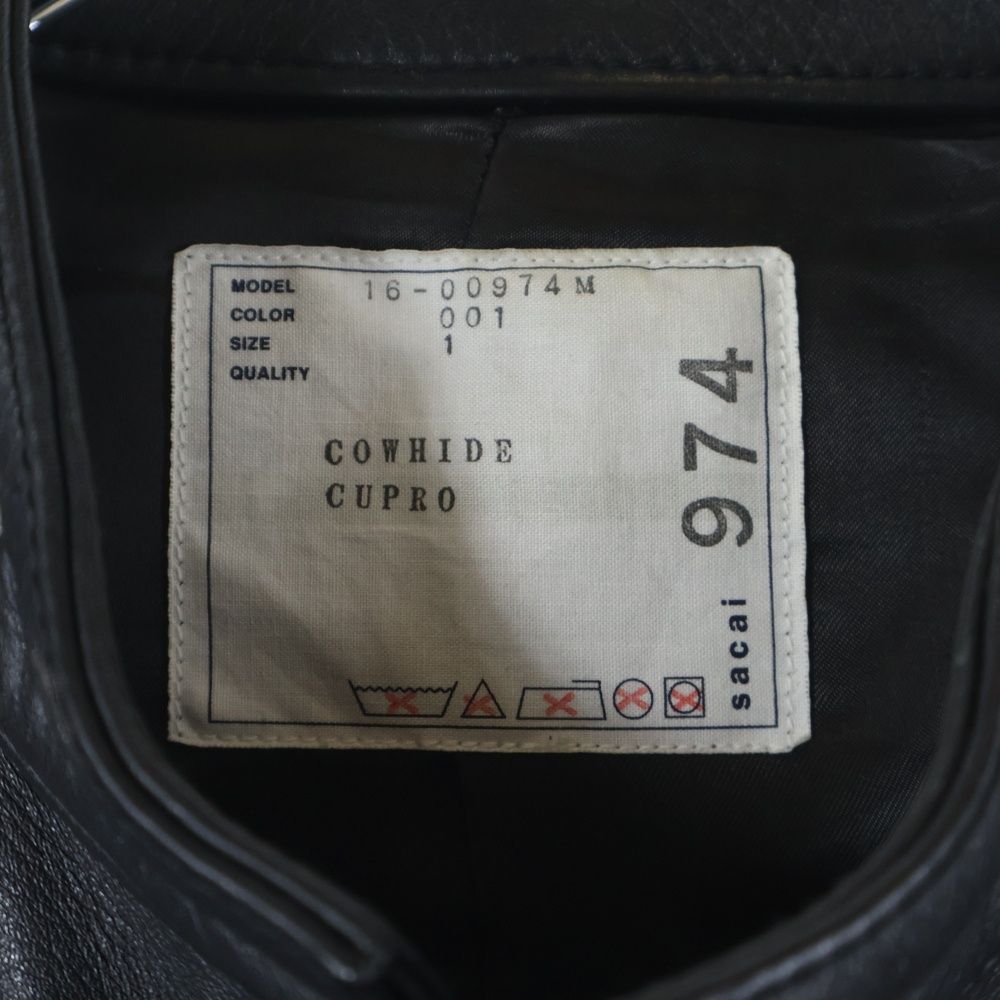 MODEL 16-00974M
COLOR 001
SIZE 1
QUALITY
COWHIDE
CUPRO
sacai 974